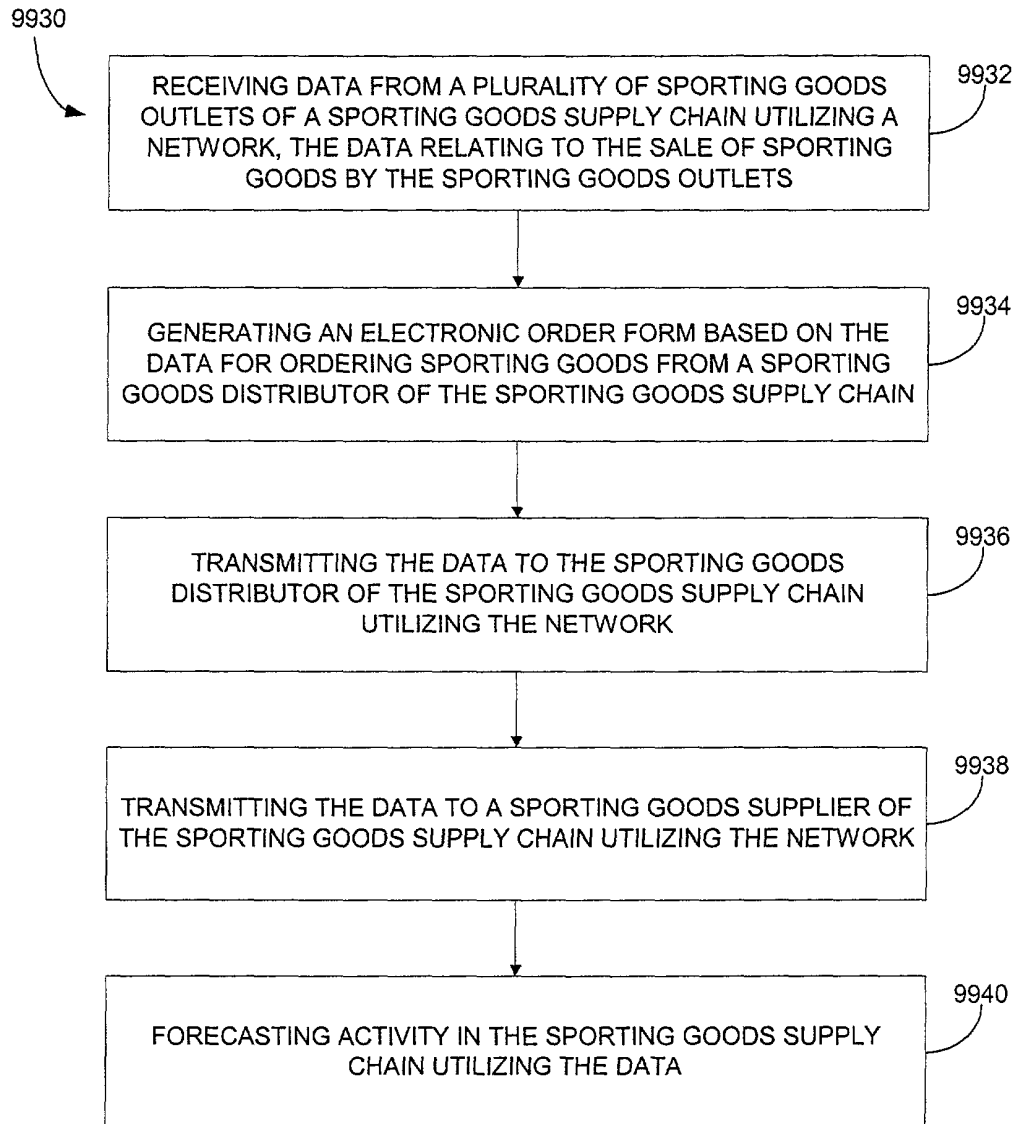 9930
RECEIVING DATA FROM A PLURALITY OF SPORTING GOODS
OUTLETS OF A SPORTING GOODS SUPPLY CHAIN UTILIZING A
NETWORK, THE DATA RELATING TO THE SALE OF SPORTING
GOODS BY THE SPORTING GOODS OUTLETS
9932
GENERATING AN ELECTRONIC ORDER FORM BASED ON THE
DATA FOR ORDERING SPORTING GOODS FROM A SPORTING
GOODS DISTRIBUTOR OF THE SPORTING GOODS SUPPLY CHAIN
9934
TRANSMITTING THE DATA TO THE SPORTING GOODS
DISTRIBUTOR OF THE SPORTING GOODS SUPPLY CHAIN
UTILIZING THE NETWORK
9936
TRANSMITTING THE DATA TO A SPORTING GOODS SUPPLIER OF
THE SPORTING GOODS SUPPLY CHAIN UTILIZING THE NETWORK
9938
FORECASTING ACTIVITY IN THE SPORTING GOODS SUPPLY
CHAIN UTILIZING THE DATA
9940